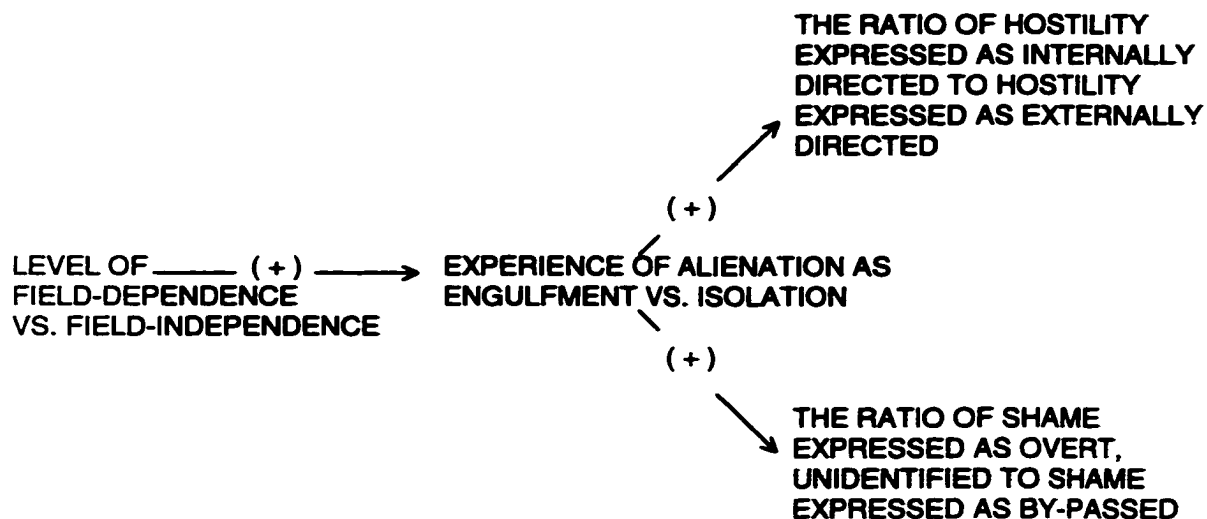 THE RATIO OF HOSTILITY
EXPRESSED AS INTERNALLY
DIRECTED TO HOSTILITY
EXPRESSED AS EXTERNALLY
DIRECTED
(+)
LEVEL OF (+)
FIELD-DEPENDENCE
VS. FIELD-INDEPENDENCE
EXPERIENCE OF ALIENATION AS
ENGULFMENT VS. ISOLATION
(+)
THE RATIO OF SHAME
EXPRESSED AS OVERT,
UNIDENTIFIED TO SHAME
EXPRESSED AS BY-PASSED